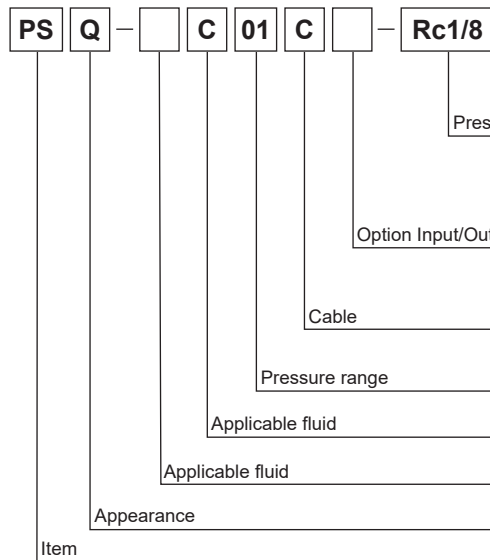 PS Q – C 01 C – Rc1/8
Pres
Option Input/Out
Cable
Pressure range
Applicable fluid
Applicable fluid
Appearance
Item